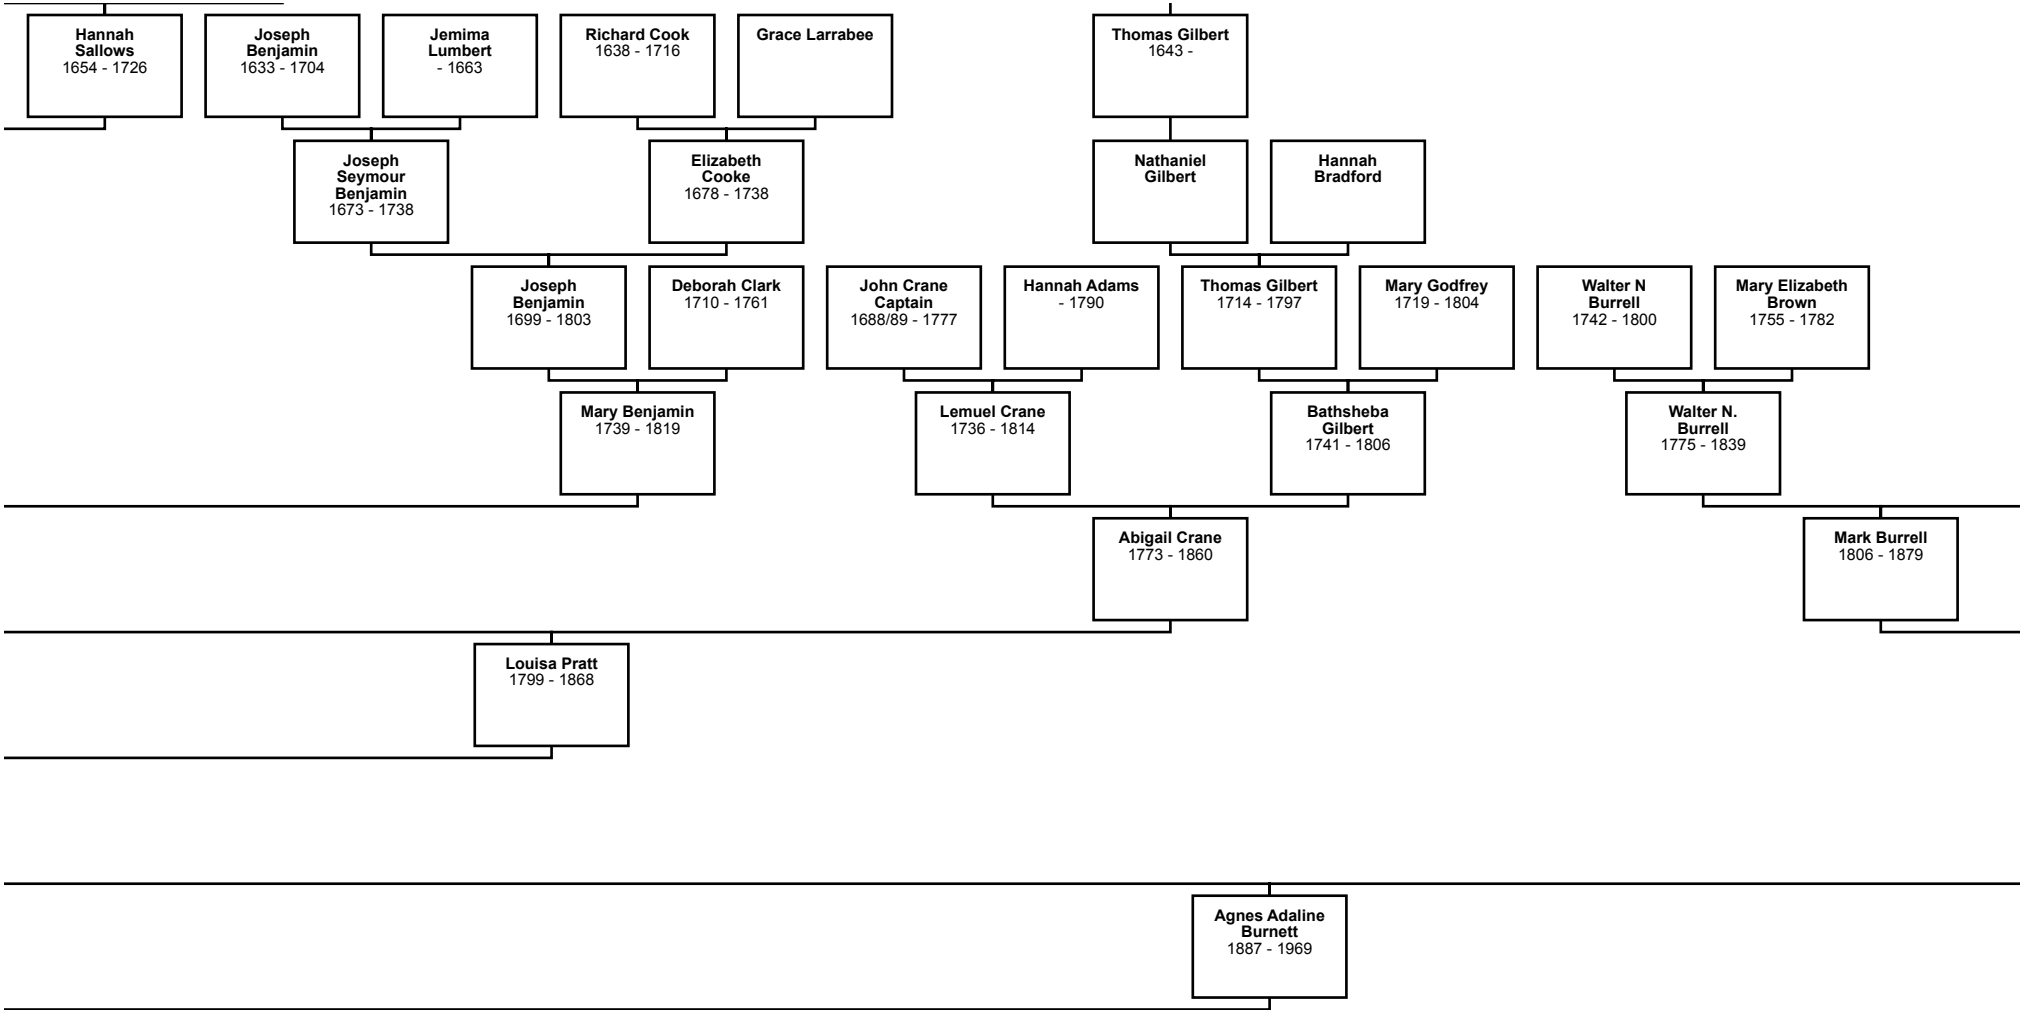 Hannah
Sallows
1654 - 1726
Joseph
Benjamin
1633 - 1704
Jemima
Lumbert
- 1663
Richard Cook
1638 - 1716
Grace Larrabee
Thomas Gilbert
1643 -
Joseph
Seymour
Benjamin
1673 - 1738
Elizabeth
Cooke
1678 - 1738
Nathaniel
Gilbert
Hannah
Bradford
Joseph
Benjamin
1699 - 1803
Deborah Clark
1710 - 1761
John Crane
Captain
1688/89 - 1777
Hannah Adams
- 1790
Thomas Gilbert
1714 - 1797
Mary Godfrey
1719 - 1804
Walter N
Burrell
1742 - 1800
Mary Elizabeth
Brown
1755 - 1782
Mary Benjamin
1739 - 1819
Lemuel Crane
1736 - 1814
Bathsheba
Gilbert
1741 - 1806
Walter N.
Burrell
1775 - 1839
Abigail Crane
1773 - 1860
Mark Burrell
1806 - 1879
Louisa Pratt
1799 - 1868
Agnes Adaline
Burnett
1887 - 1969